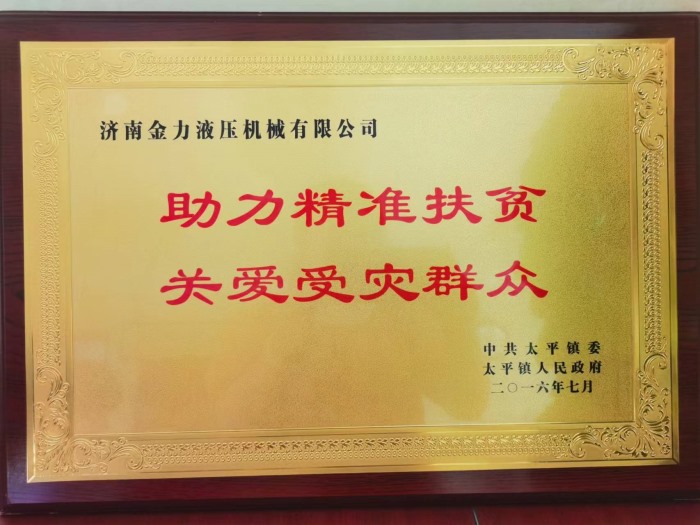 济南金力液压机械有限公司
助力精准扶贫
关爱受灾群众
中共太平镇委
太平镇人民政府
二〇一六年七月